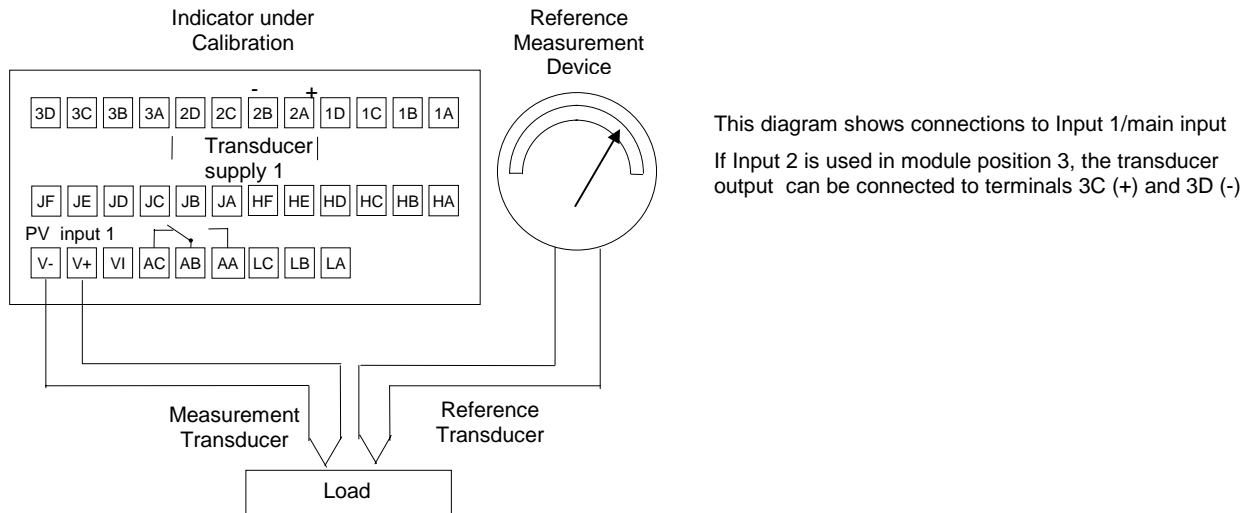 Indicator under
Calibration
Reference
Measurement
Device
- +
3D 3C 3B 3A 2D 2C 2B 2A 1D 1C 1B 1A
Transducer
supply 1
JF JE JD JC JB JA HF HE HD HC HB HA
PV input 1
V- V+ VI AC AB AA LC LB LA
This diagram shows connections to Input 1/main input
If Input 2 is used in module position 3, the transducer
output can be connected to terminals 3C (+) and 3D (-)
Measurement
Transducer
Reference
Transducer
Load